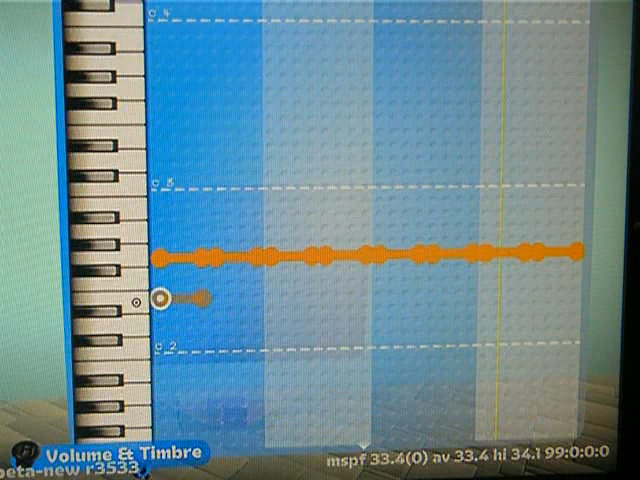 C 4
C 3
C 2
Volume & Timbre
beta-new r3533
mspf 33.4(0) av 33.4 hi 34.1 99:0:0:0